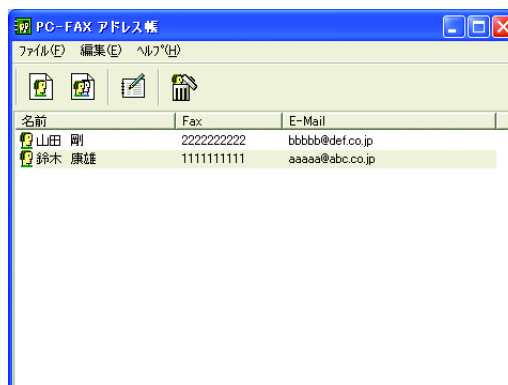 PC-FAX アドレス帳
ファイル(F) 編集(E) ヘルプ(H)
名前 Fax E-Mail
山田 剛 2222222222 bbbbb@def.co.jp
鈴木 康雄 1111111111 aaaaa@abc.co.jp